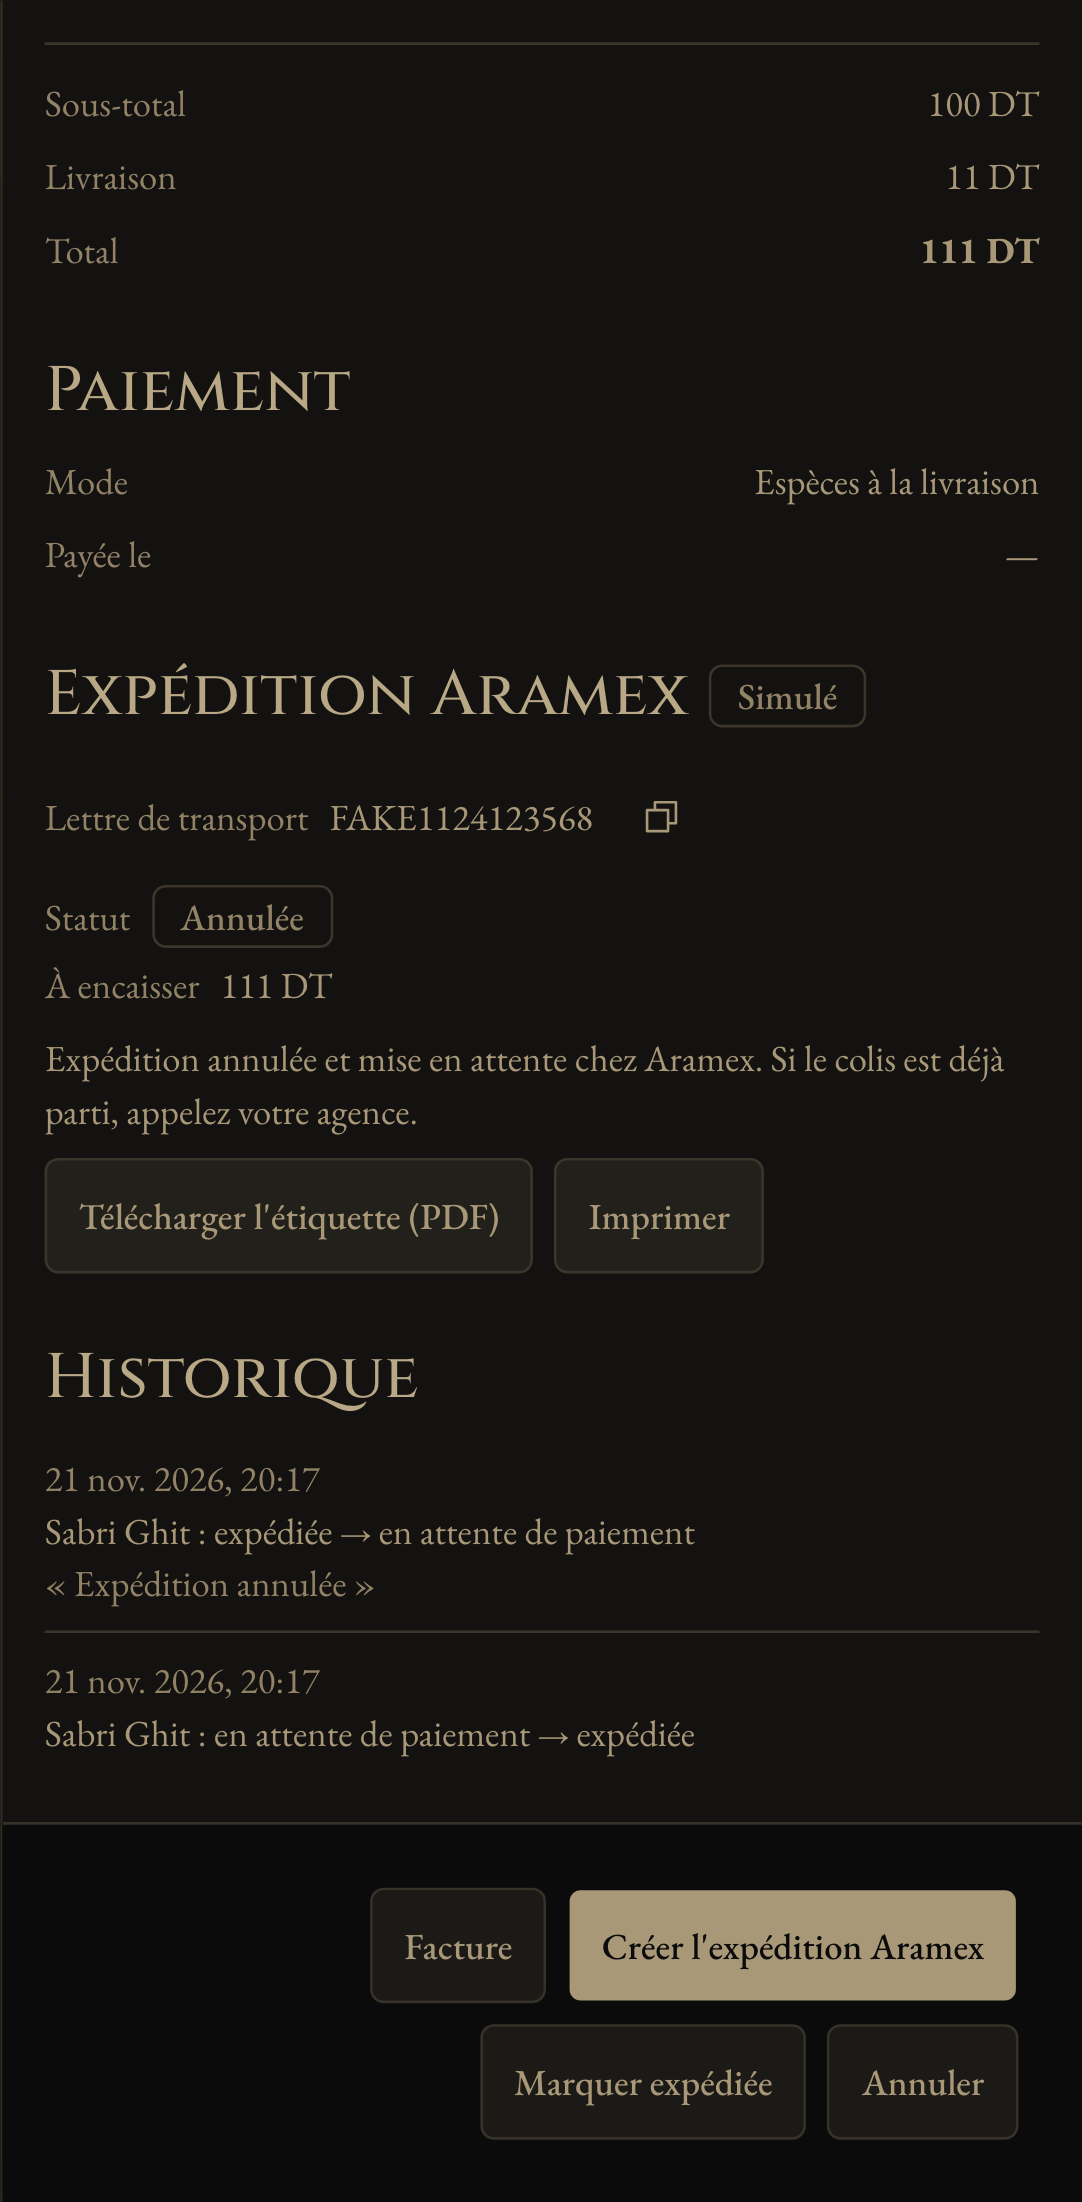 Sous-total 100 DT
Livraison 11 DT
Total 111 DT
PAIEMENT
Mode Espèces à la livraison
Payée le —
EXPÉDITION ARAMEX Simulé
Lettre de transport FAKE1124123568
Statut Annulée
À encaisser 111 DT
Expédition annulée et mise en attente chez Aramex. Si le colis est déjà
parti, appelez votre agence.
Télécharger l'étiquette (PDF) Imprimer
HISTORIQUE
21 nov. 2026, 20:17
Sabri Ghit : expédiée → en attente de paiement
« Expédition annulée »
21 nov. 2026, 20:17
Sabri Ghit : en attente de paiement → expédiée
Facture Créer l'expédition Aramex
Marquer expédiée Annuler